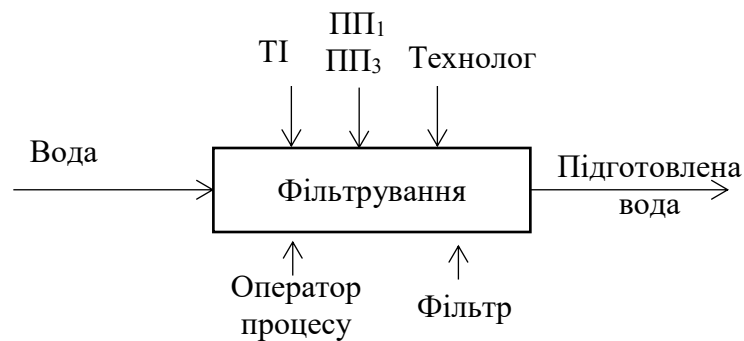 ТІ
ПП₁
ПП₃
Технолог
Вода
Фільтрування
Підготовлена
вода
Оператор
процесу
Фільтр